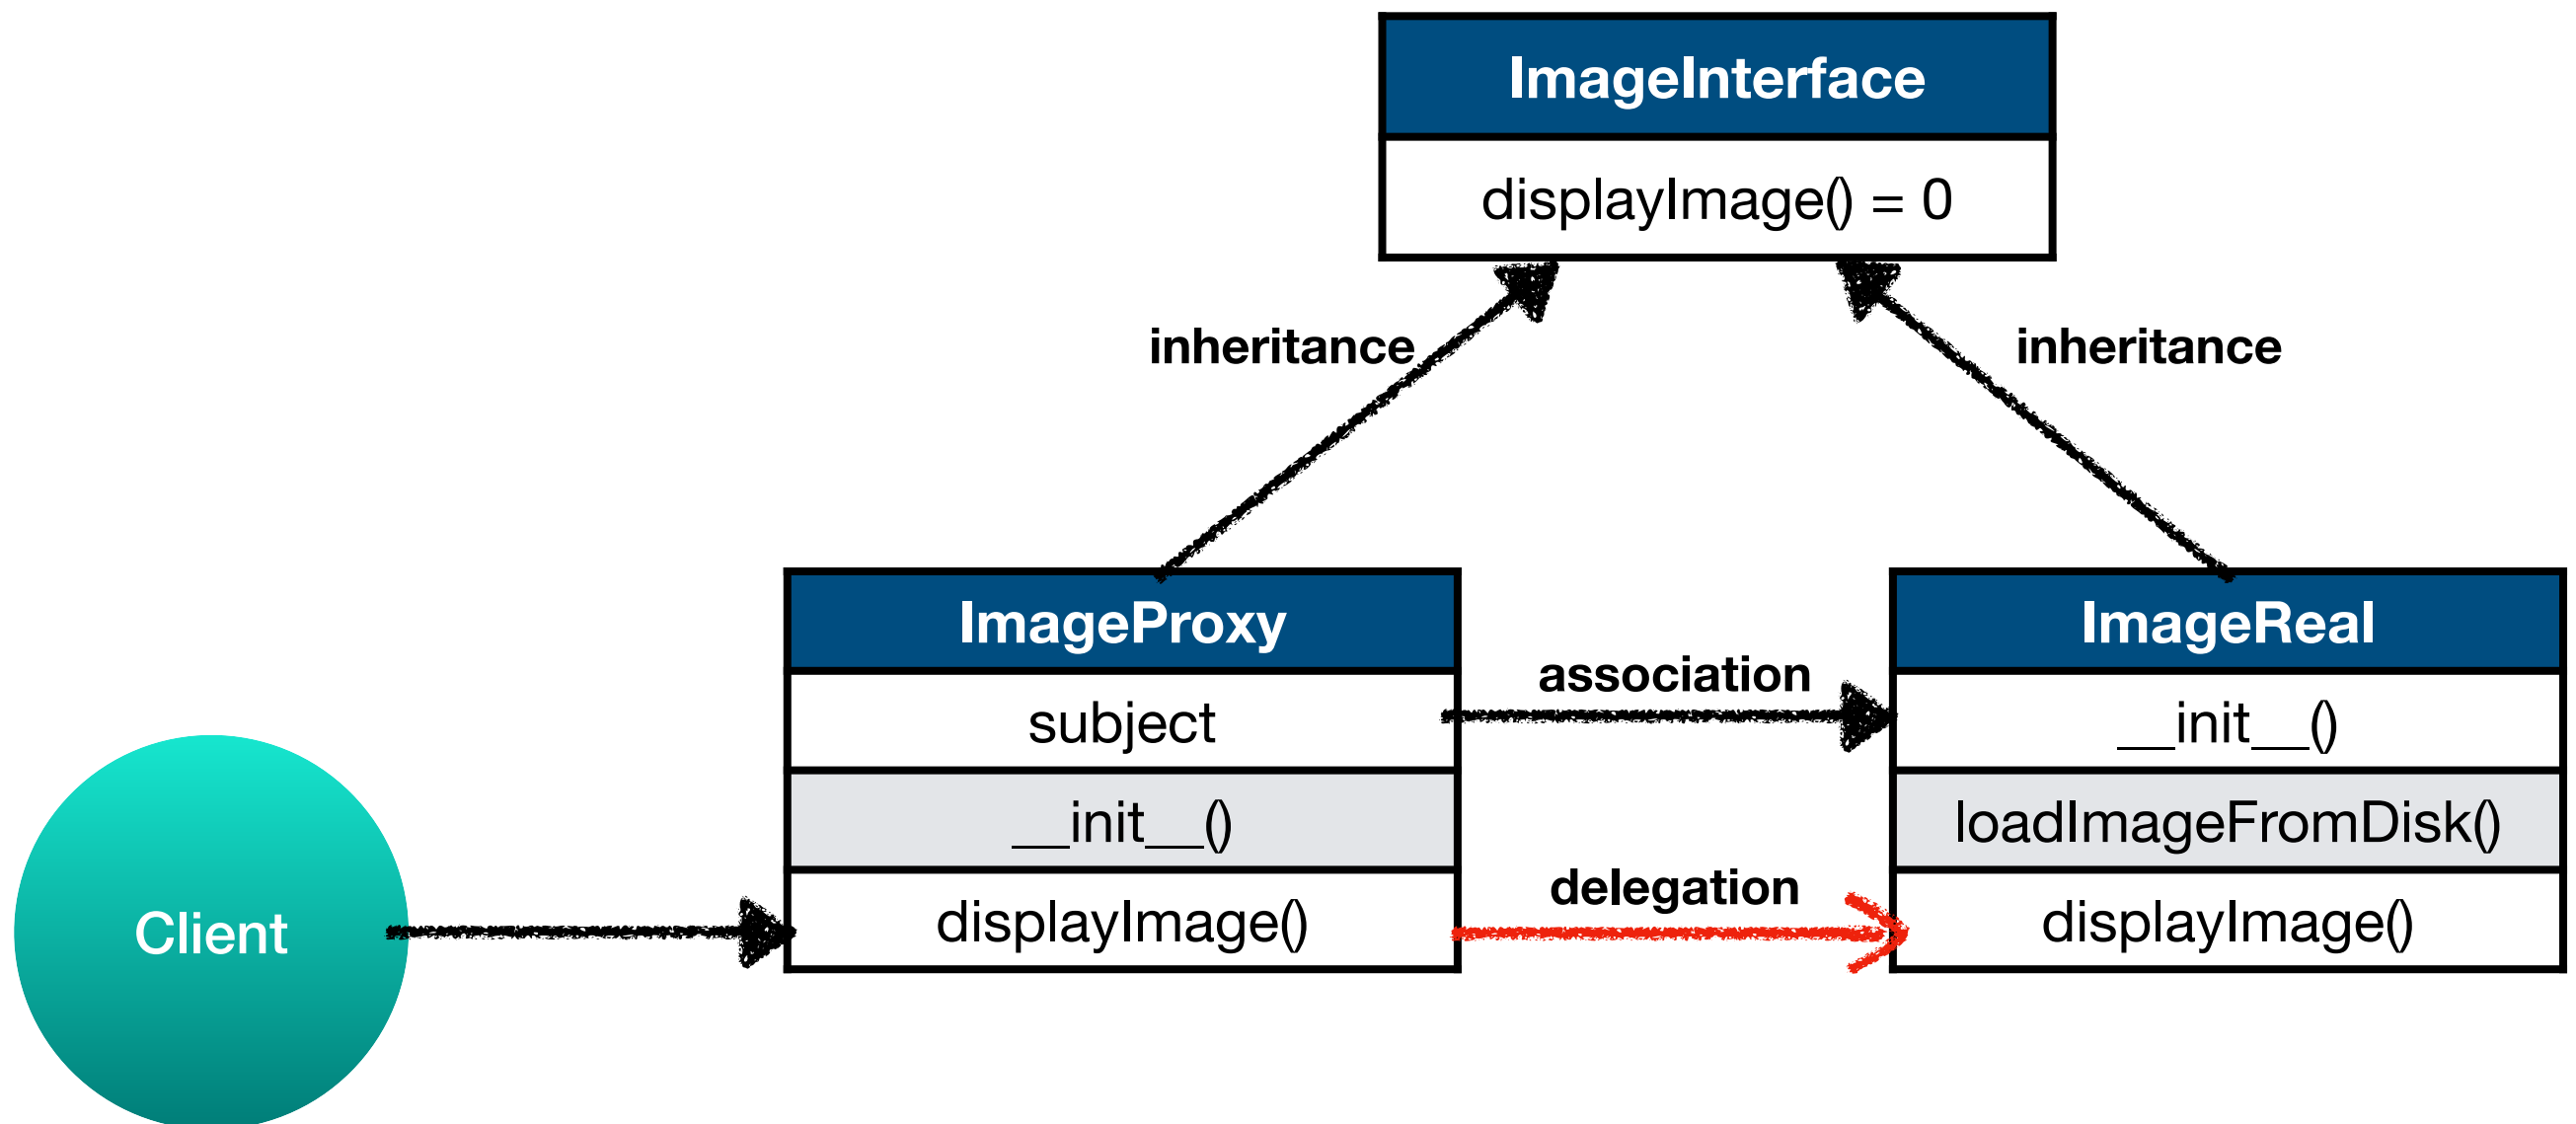 ImageInterface
displayImage() = 0
inheritance
inheritance
ImageProxy
subject
__init__()
displayImage()
association
delegation
ImageReal
__init__()
loadImageFromDisk()
displayImage()
Client